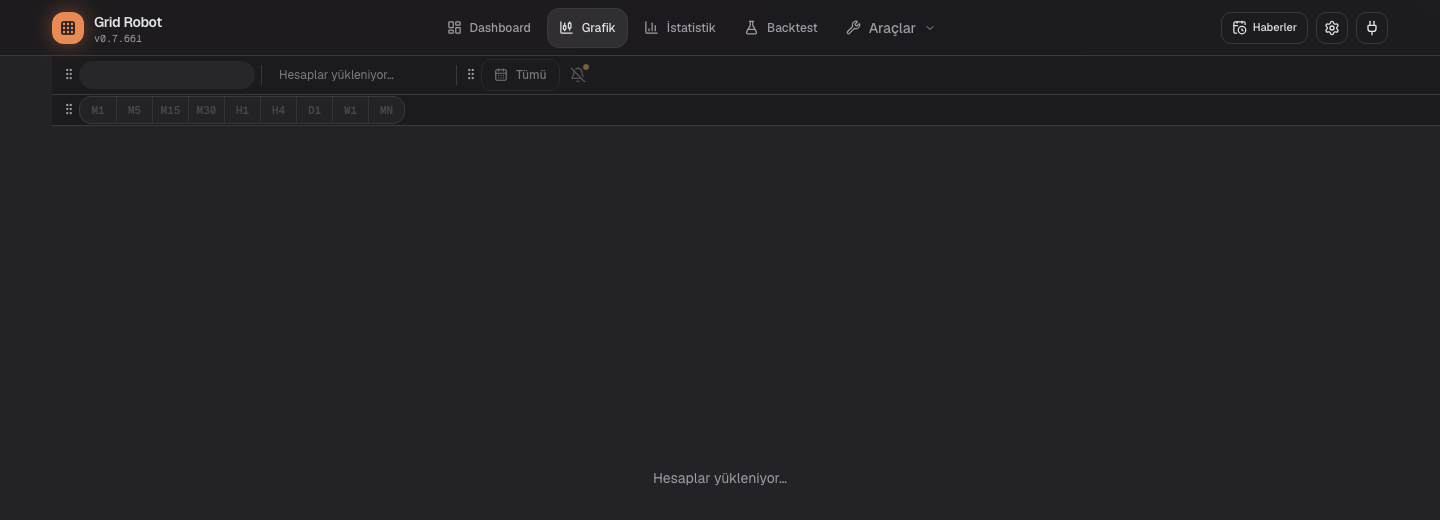 Grid Robot
v0.7.661
Dashboard
Grafik
İstatistik
Backtest
Araçlar
Haberler
Hesaplar yükleniyor...
Tümü
M1 M5 M15 M30 H1 H4 D1 W1 MN
Hesaplar yükleniyor...